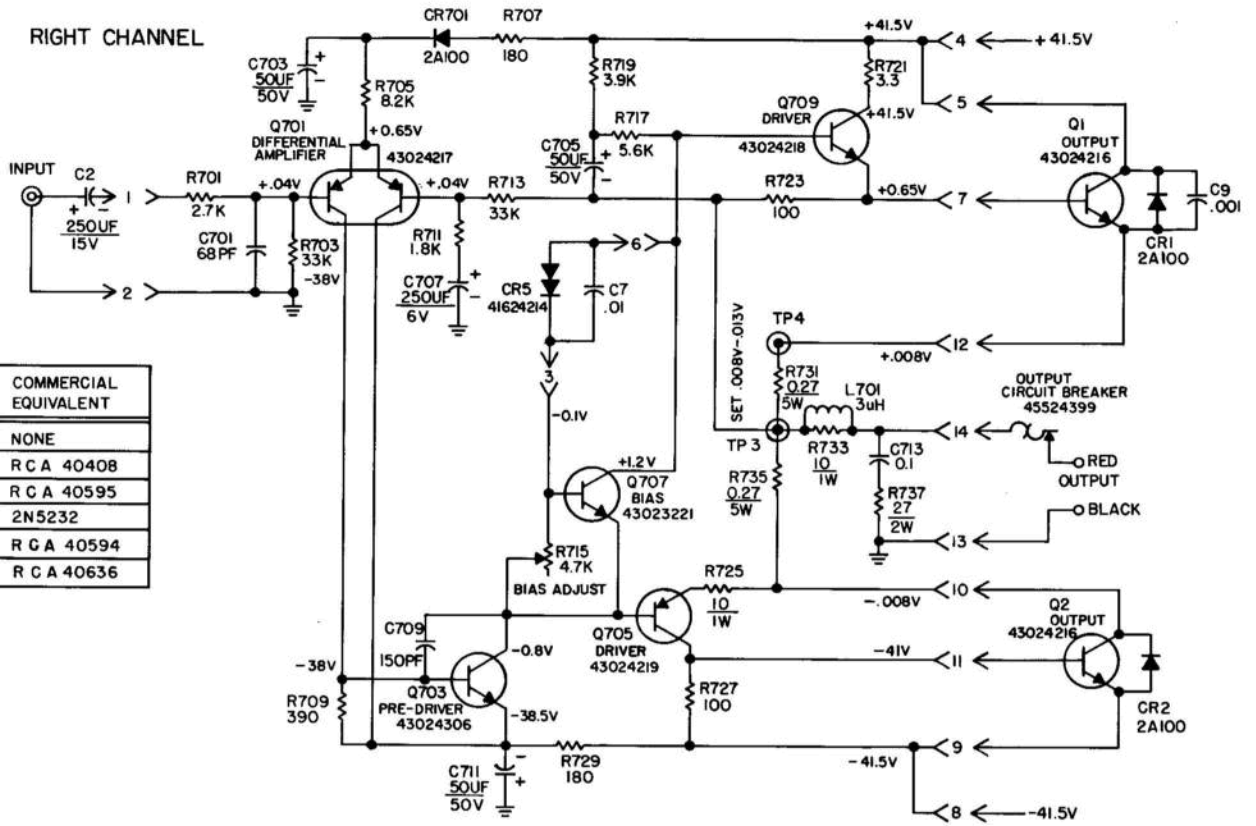 RIGHT CHANNEL
CR701
2A100
R707
180
+41.5V
4
+41.5V
C703
50UF
50V
+
-
R705
8.2K
R719
3.9K
R721
3.3
+41.5V
5
Q701
DIFFERENTIAL
AMPLIFIER
+0.65V
43024217
R717
5.6K
Q709
DRIVER
43024218
C705
50UF
50V
+
-
Q1
OUTPUT
43024216
INPUT
C2
+ -
250UF
15V
1
R701
2.7K
+.04V
+.04V
R713
33K
R723
100
+0.65V
7
C9
.001
CR1
2A100
C701
68PF
R703
33K
-38V
R711
1.8K
2
C707
250UF
6V
+
-
6
CR5
41624214
C7
.01
3
-0.1V
SET .008V-.013V
TP4
+.008V
12
R731
0.27
5W
L701
3uH
OUTPUT
CIRCUIT BREAKER
45524399
TP3
R733
10
1W
14
C713
0.1
RED
OUTPUT
BLACK
R735
0.27
5W
R737
27
2W
13
COMMERCIAL
EQUIVALENT
NONE
RCA 40408
RCA 40595
2N5232
RCA 40594
RCA 40636
+1.2V
Q707
BIAS
43023221
R715
4.7K
BIAS ADJUST
R725
10
1W
-.008V
10
C709
150PF
Q705
DRIVER
43024219
Q2
OUTPUT
43024216
-0.8V
-41V
11
-38V
Q703
PRE-DRIVER
43024306
R709
390
-38.5V
R727
100
CR2
2A100
R729
180
-41.5V
9
C711
50UF
50V
-
+
8
-41.5V